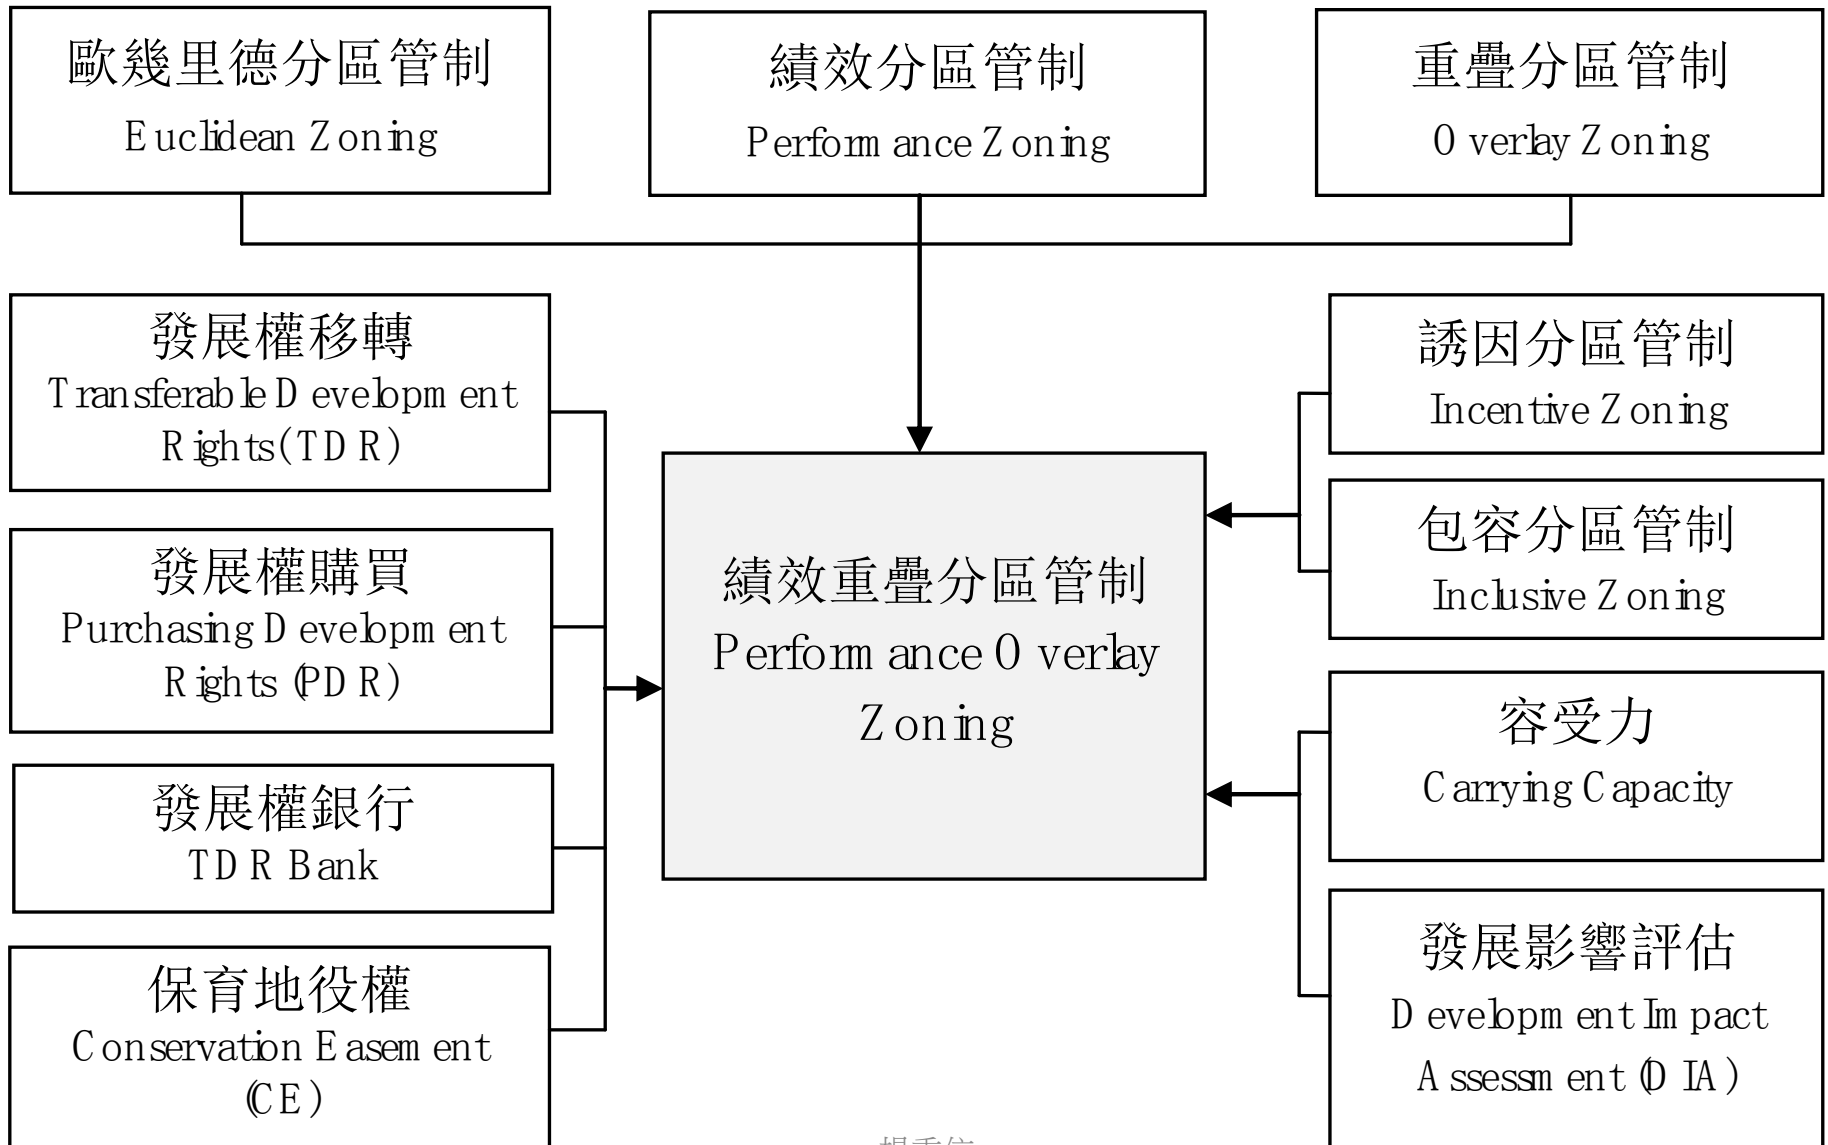 歐幾里德分區管制
Euclidean Zoning
績效分區管制
Performance Zoning
重疊分區管制
Overlay Zoning
發展權移轉
Transferable Development
Rights(TDR)
發展權購買
Purchasing Development
Rights (PDR)
發展權銀行
TDR Bank
保育地役權
Conservation Easement
(CE)
績效重疊分區管制
Performance Overlay
Zoning
誘因分區管制
Incentive Zoning
包容分區管制
Inclusive Zoning
容受力
Carrying Capacity
發展影響評估
Development Impact
Assessment (DIA)